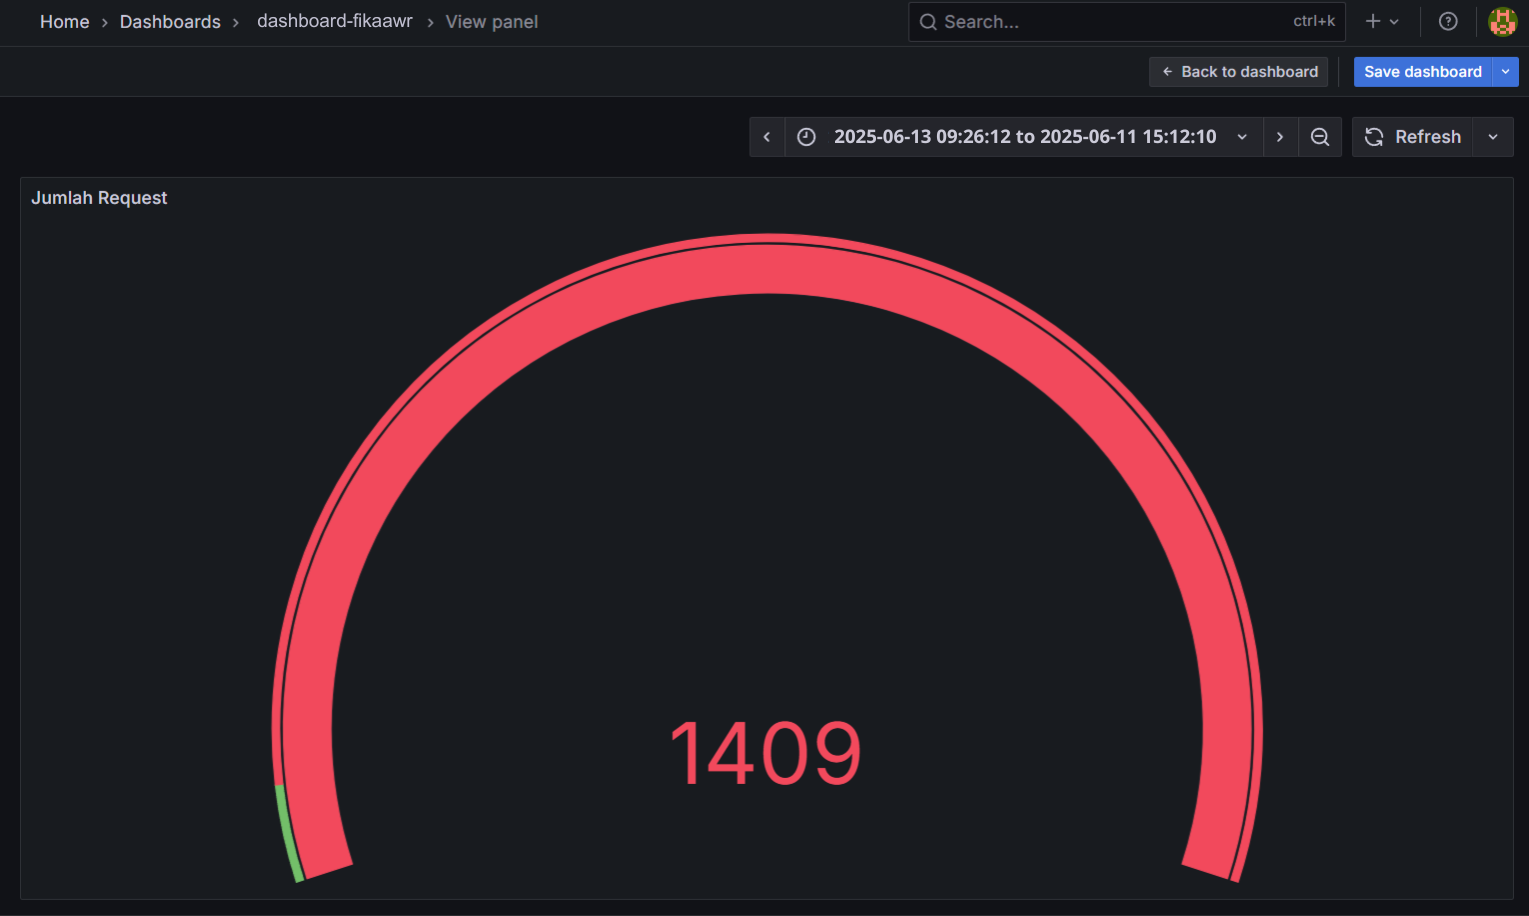 Home > Dashboards > dashboard-fikaawr > View panel Search... ctrl+k
← Back to dashboard Save dashboard
2025-06-13 09:26:12 to 2025-06-11 15:12:10 Refresh
Jumlah Request
1409